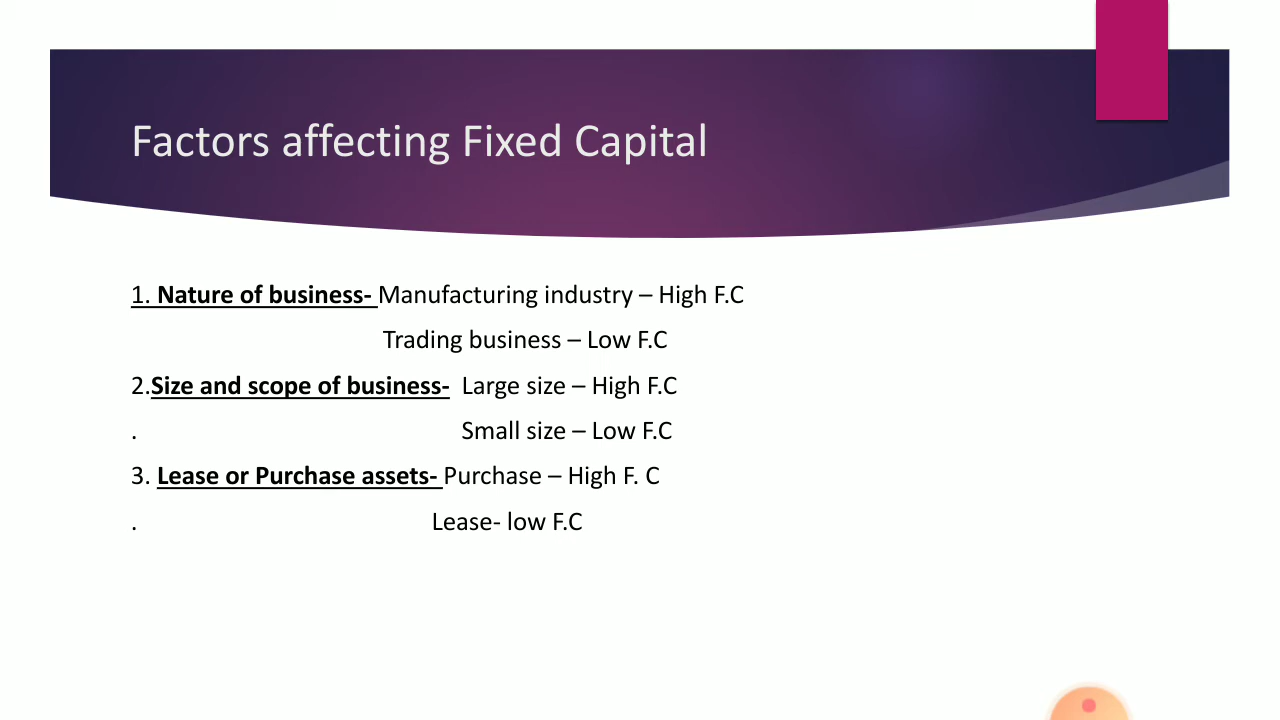 Factors affecting Fixed Capital
1. Nature of business- Manufacturing industry – High F.C
Trading business – Low F.C
2.Size and scope of business- Large size – High F.C
. Small size – Low F.C
3. Lease or Purchase assets- Purchase – High F. C
. Lease- low F.C